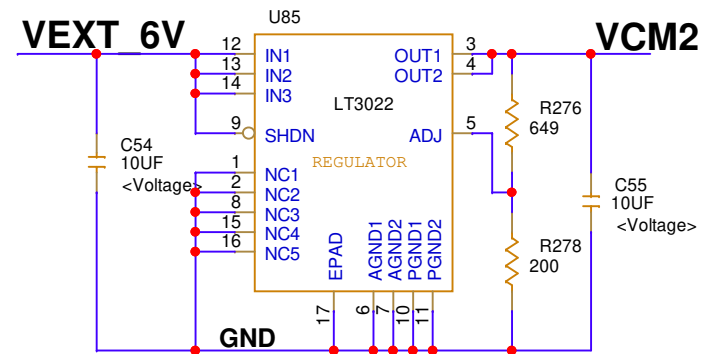 U85
VEXT_6V
VCM2
12 IN1 OUT1 3
13 IN2 OUT2 4
14 IN3
LT3022
R276
649
9 SHDN ADJ 5
C54
10UF
<Voltage>
REGULATOR
1 NC1
2 NC2
8 NC3
15 NC4
16 NC5
C55
10UF
<Voltage>
R278
200
EPAD AGND1 AGND2 PGND1 PGND2
17 6 7 10 11
GND